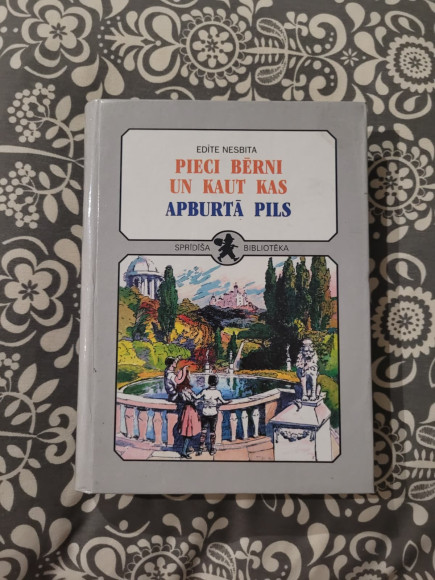 EDĪTE NESBITA
PIECI BĒRNI
UN KAUT KAS
APBURTĀ PILS
SPRĪDĪŠA BIBLIOTĒKA